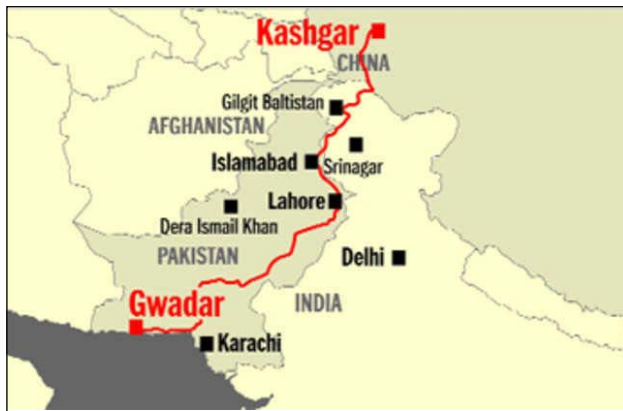 Kashgar
CHINA
Gilgit Baltistan
AFGHANISTAN
Islamabad
Srinagar
Lahore
Dera Ismail Khan
PAKISTAN
Delhi
Gwadar
INDIA
Karachi